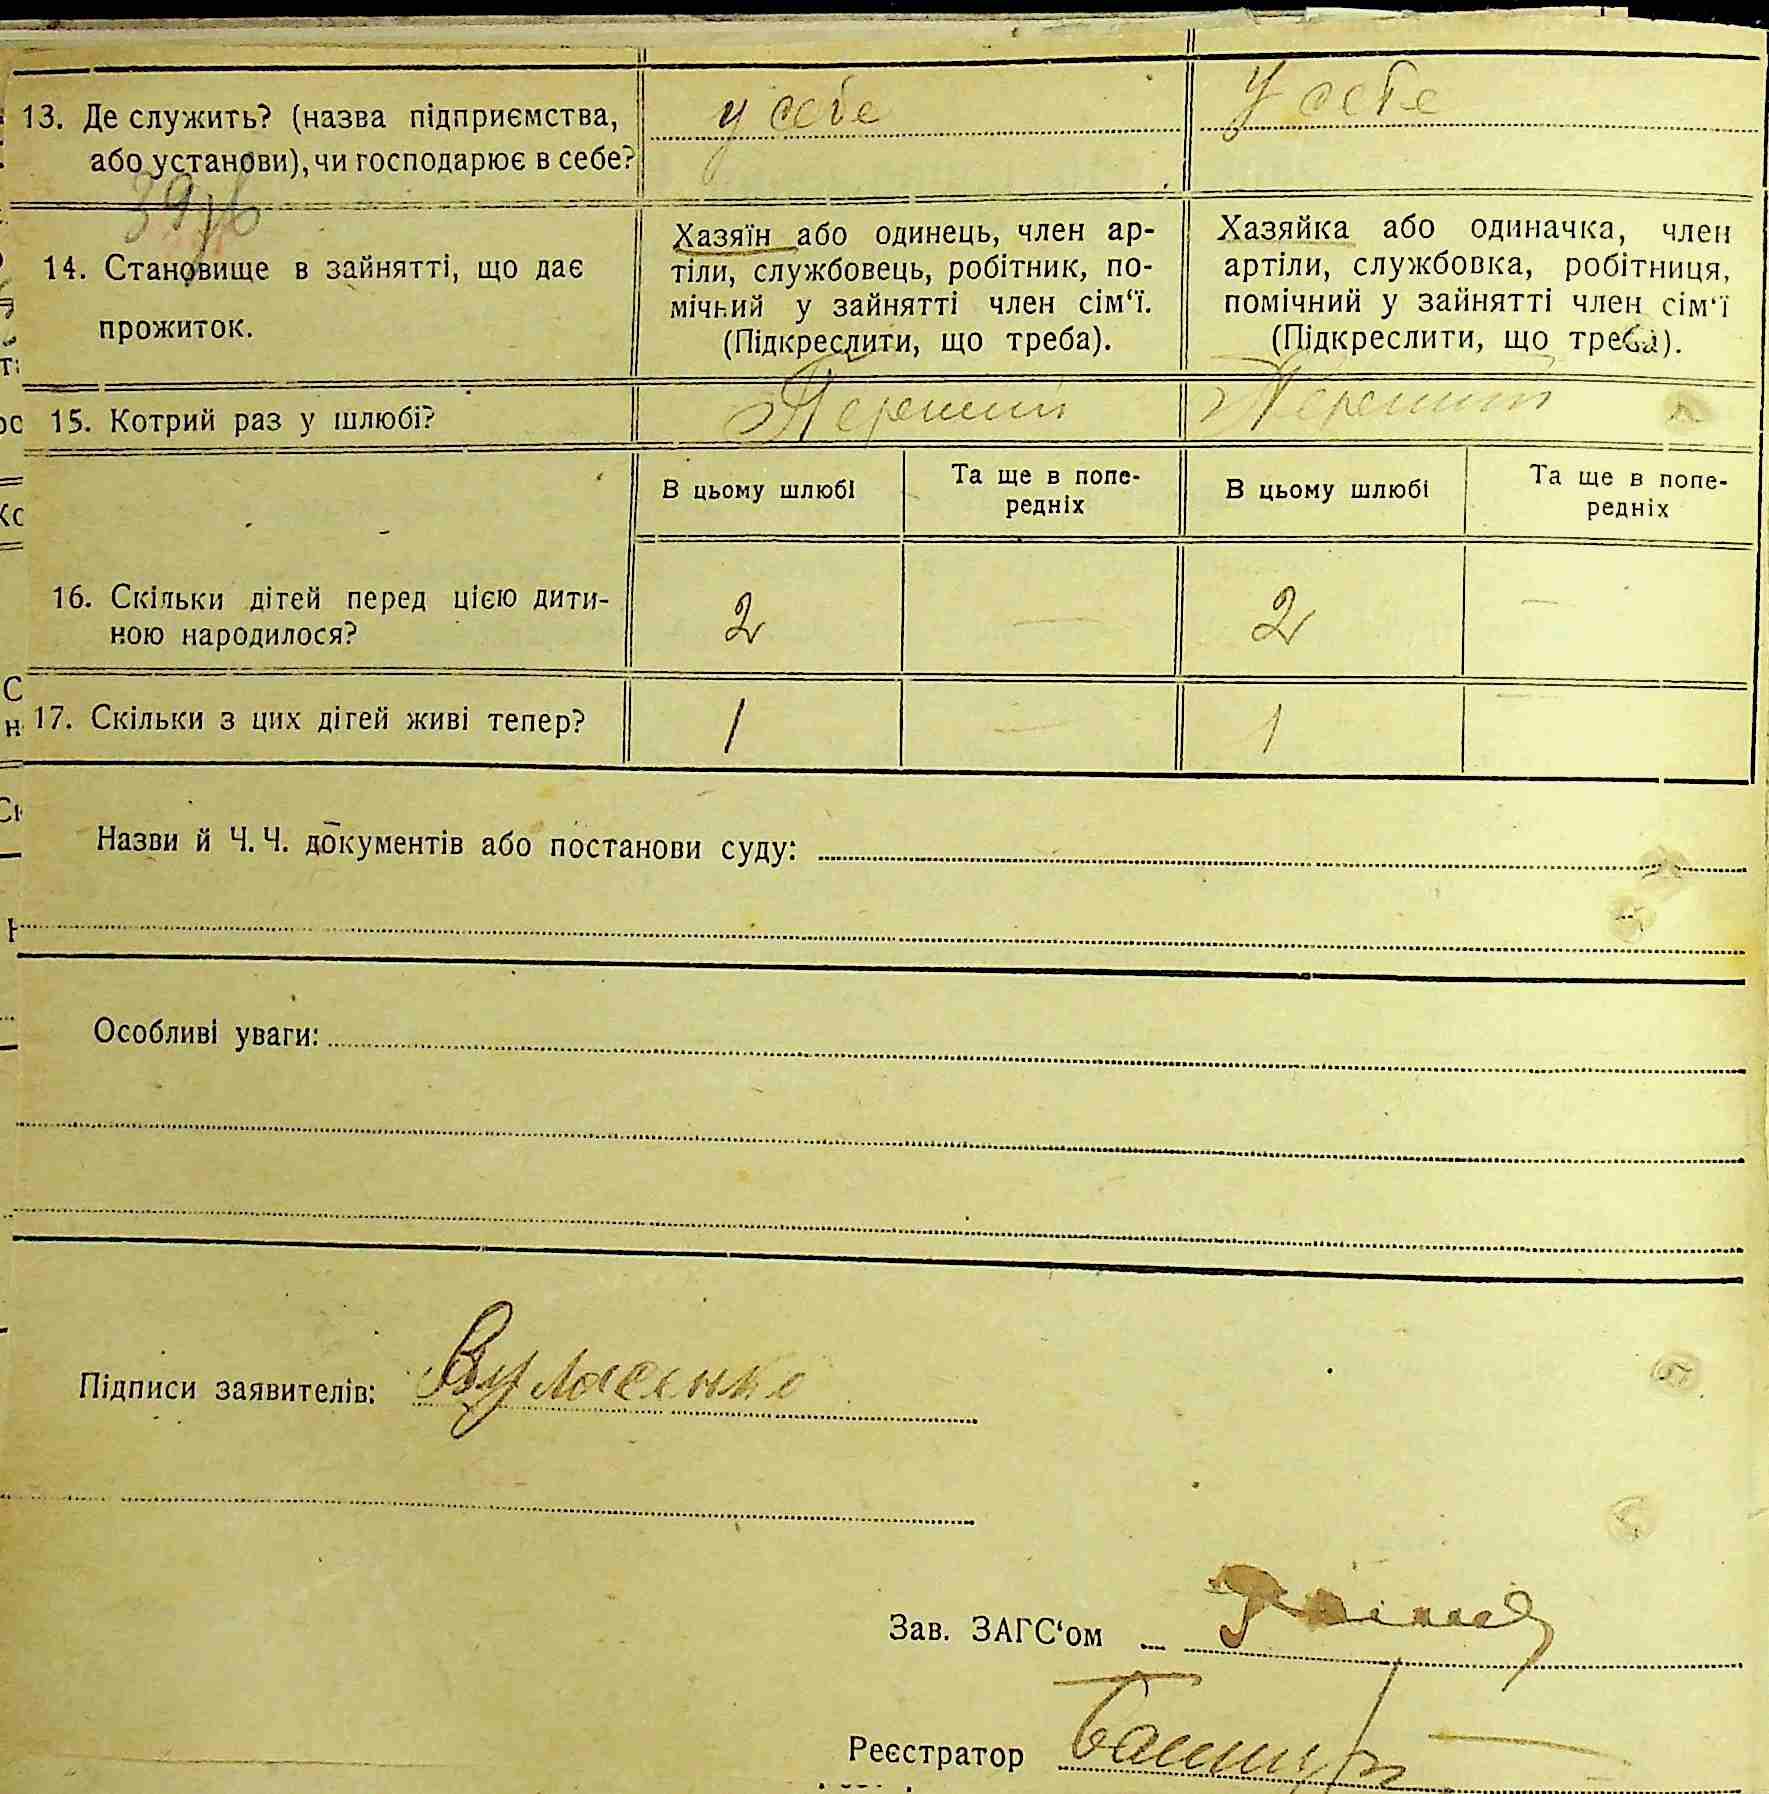 13. Де служить? (назва підприємства, у себе у себе
або установи), чи господарює в себе?
14. Становище в зайнятті, що дає
прожиток.
Хазяїн або одинець, член ар-
тіли, службовець, робітник, по-
мічний у зайнятті член сім‘ї.
(Підкреслити, що треба).
Хазяйка або одиначка, член
артіли, службовка, робітниця,
помічний у зайнятті член сім‘ї
(Підкреслити, що треба).
15. Котрий раз у шлюбі? Перший Перший
В цьому шлюбі
Та ще в попе-
редніх
В цьому шлюбі
Та ще в попе-
редніх
16. Скільки дітей перед цією дити-
ною народилося?
2 — 2 —
17. Скільки з цих дітей живі тепер? 1 — 1 —
Назви й Ч. Ч. документів або постанови суду:
Особливі уваги:
Підписи заявителів:
Зав. ЗАГС‘ом
Реєстратор